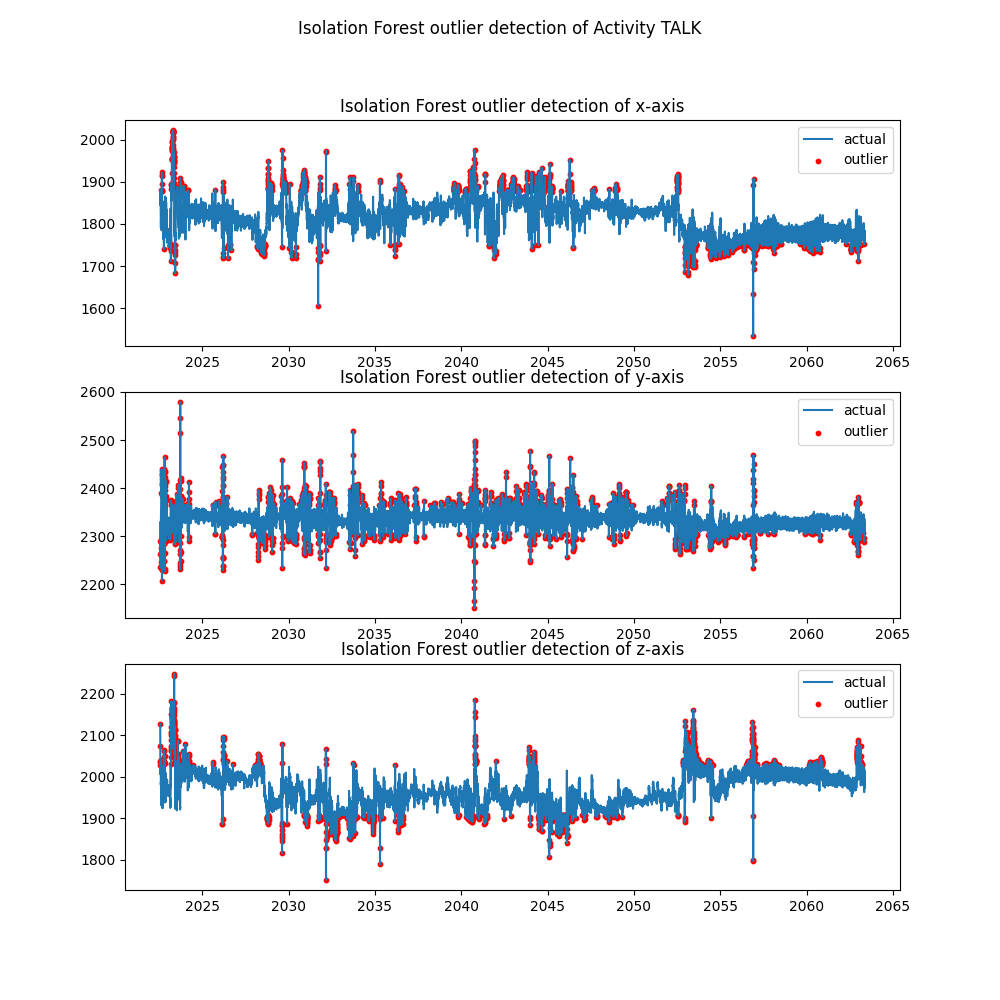 Isolation Forest outlier detection of Activity TALK
Isolation Forest outlier detection of x-axis
2000
1900
1800
1700
1600
actual
outlier
2025 2030 2035 2040 2045 2050 2055 2060 2065
Isolation Forest outlier detection of y-axis
2600
2500
2400
2300
2200
actual
outlier
2025 2030 2035 2040 2045 2050 2055 2060 2065
Isolation Forest outlier detection of z-axis
2200
2100
2000
1900
1800
actual
outlier
2025 2030 2035 2040 2045 2050 2055 2060 2065